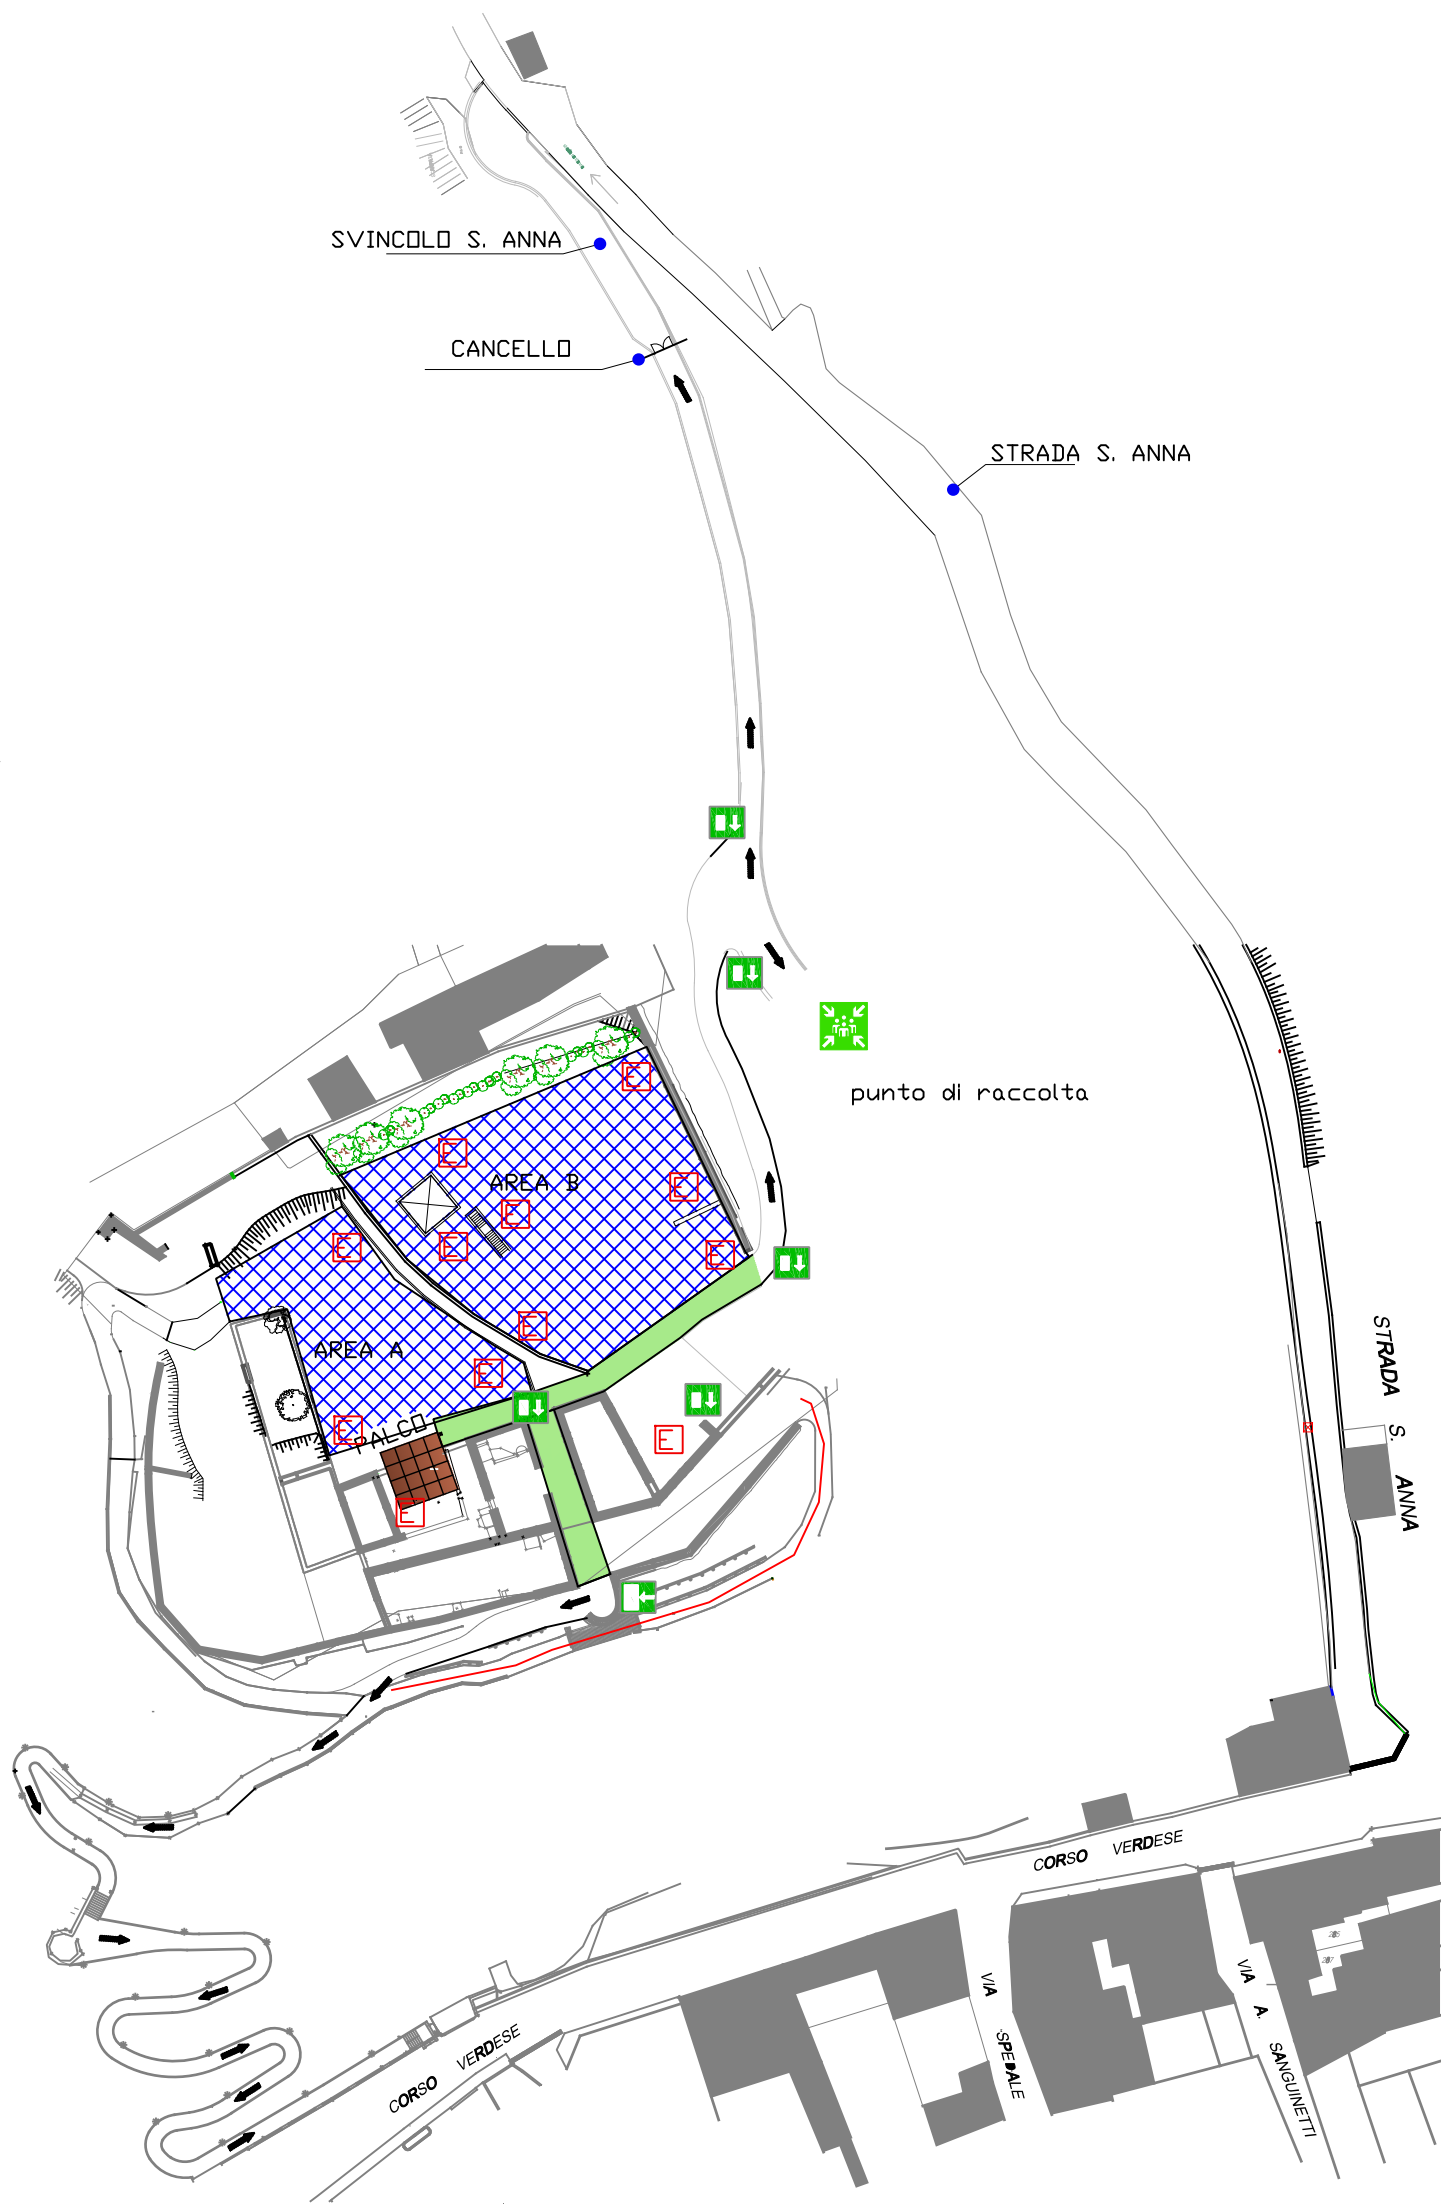 SVINCOLO S. ANNA
CANCELLO
STRADA S. ANNA
punto di raccolta
E
E
AREA B
E
E
E
E
E
E
AREA A
E
E
PALCO
E
E
STRADA S. ANNA
CORSO VERDESE
CORSO VERDESE
VIA SPEDALE
VIA A. SANGUINETTI